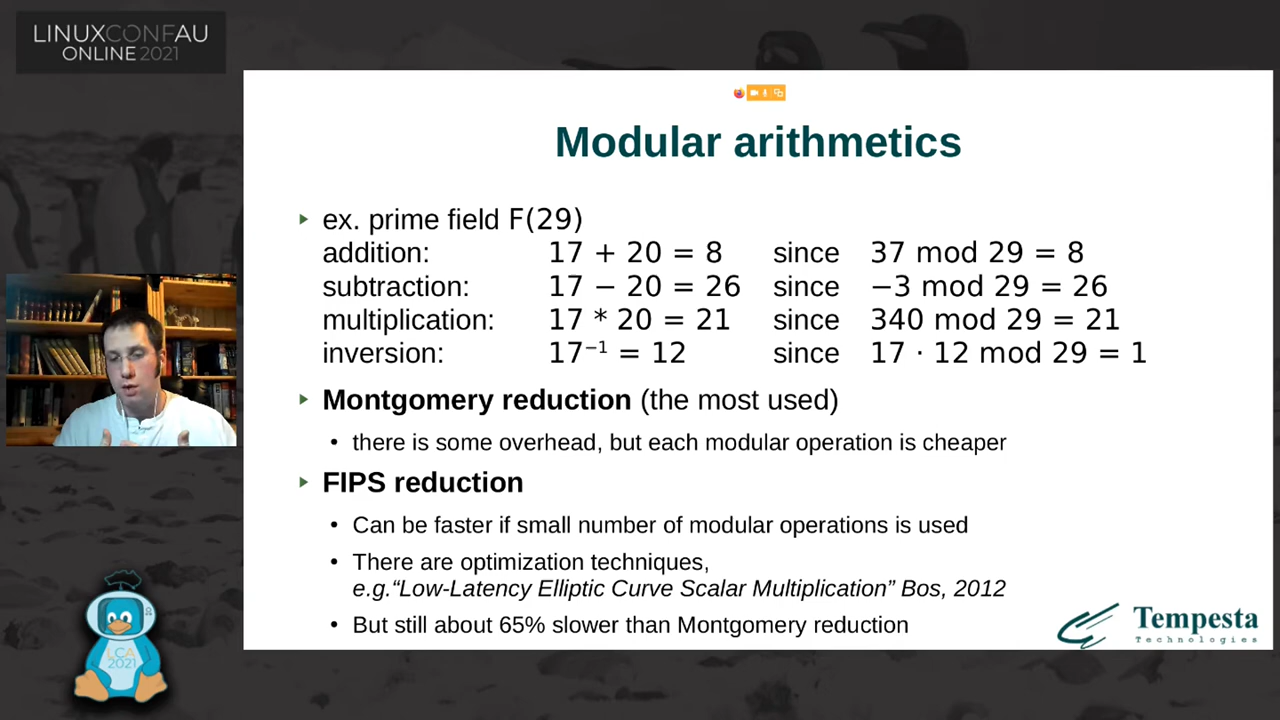 LINUXCONFAU
ONLINE 2021
Modular arithmetics
ex. prime field F(29)
addition: 17 + 20 = 8 since 37 mod 29 = 8
subtraction: 17 − 20 = 26 since −3 mod 29 = 26
multiplication: 17 * 20 = 21 since 340 mod 29 = 21
inversion: 17⁻¹ = 12 since 17 · 12 mod 29 = 1
Montgomery reduction (the most used)
• there is some overhead, but each modular operation is cheaper
FIPS reduction
• Can be faster if small number of modular operations is used
• There are optimization techniques,
e.g.“Low-Latency Elliptic Curve Scalar Multiplication” Bos, 2012
• But still about 65% slower than Montgomery reduction
Tempesta
Technologies
LCA
2021